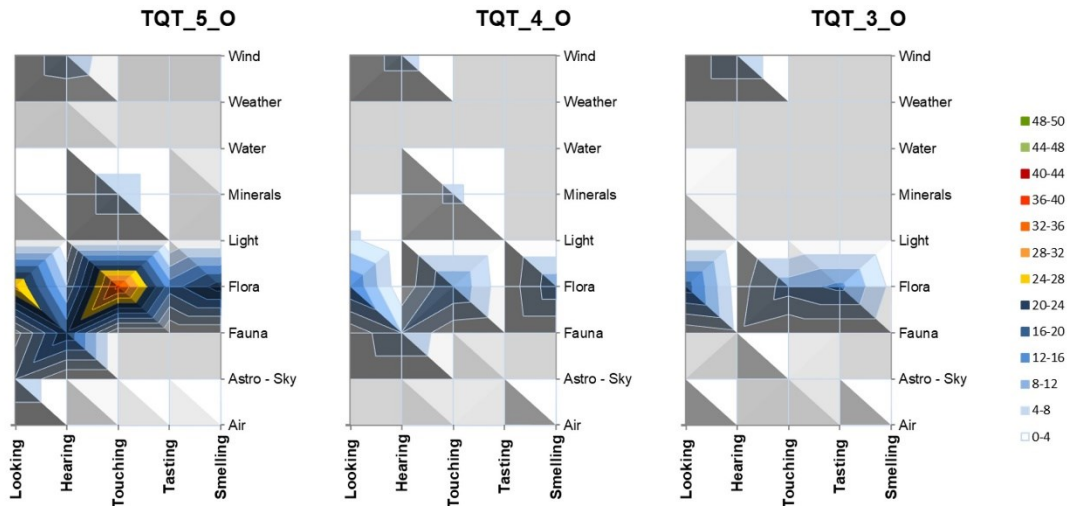 TQT_5_O TQT_4_O TQT_3_O
Wind Wind Wind
Weather Weather Weather
Water Water Water
Minerals Minerals Minerals
Light Light Light
Flora Flora Flora
Fauna Fauna Fauna
Astro - Sky Astro - Sky Astro - Sky
Air Air Air
Looking Hearing Touching Tasting Smelling Looking Hearing Touching Tasting Smelling Looking Hearing Touching Tasting Smelling
48-50
44-48
40-44
36-40
32-36
28-32
24-28
20-24
16-20
12-16
8-12
4-8
0-4